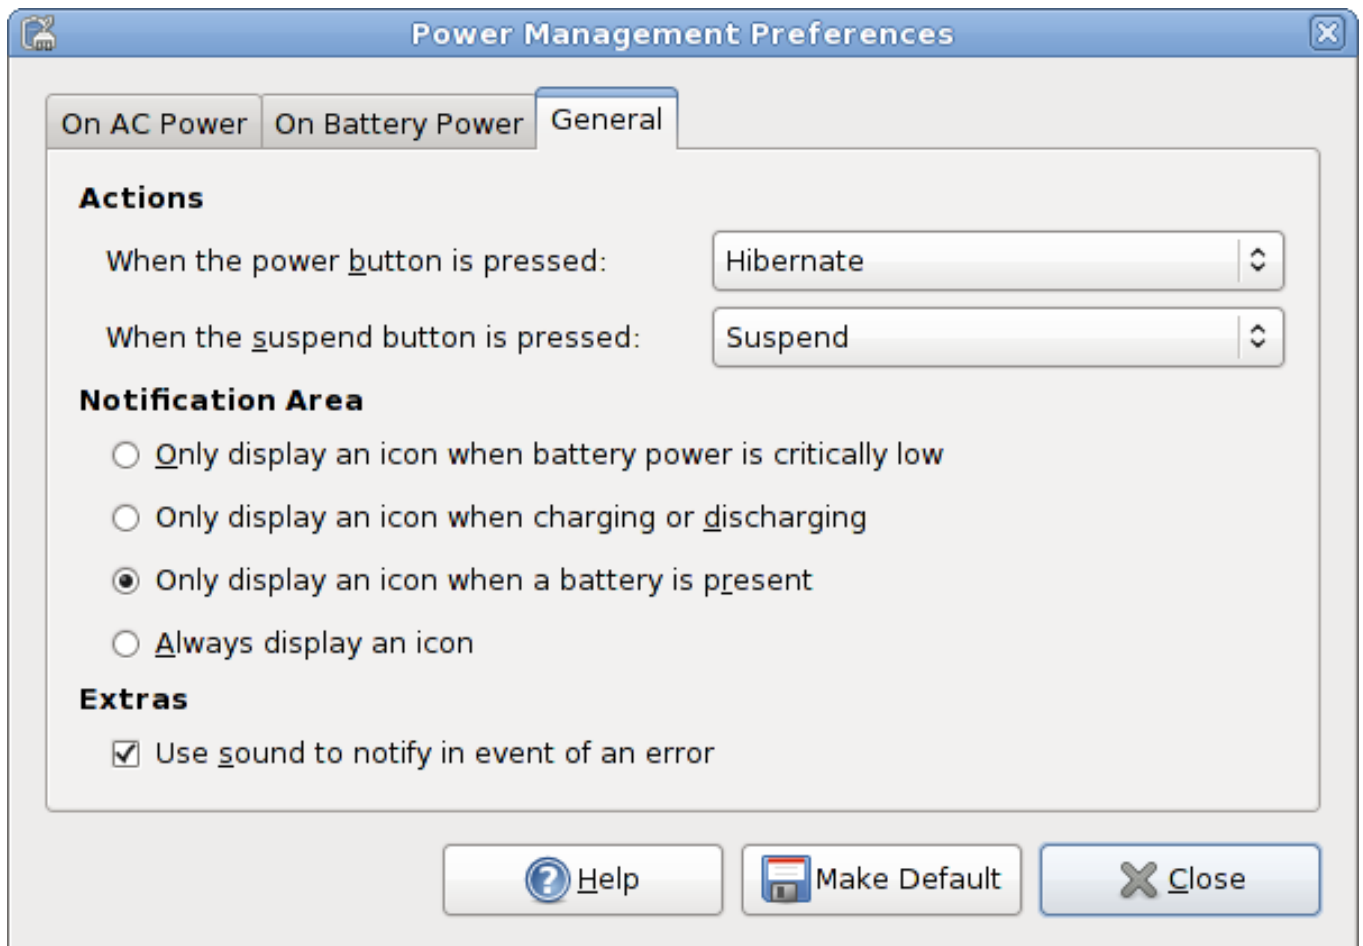 Power Management Preferences
On AC Power On Battery Power General
Actions
When the power button is pressed: Hibernate
When the suspend button is pressed: Suspend
Notification Area
Only display an icon when battery power is critically low
Only display an icon when charging or discharging
Only display an icon when a battery is present
Always display an icon
Extras
Use sound to notify in event of an error
Help Make Default Close